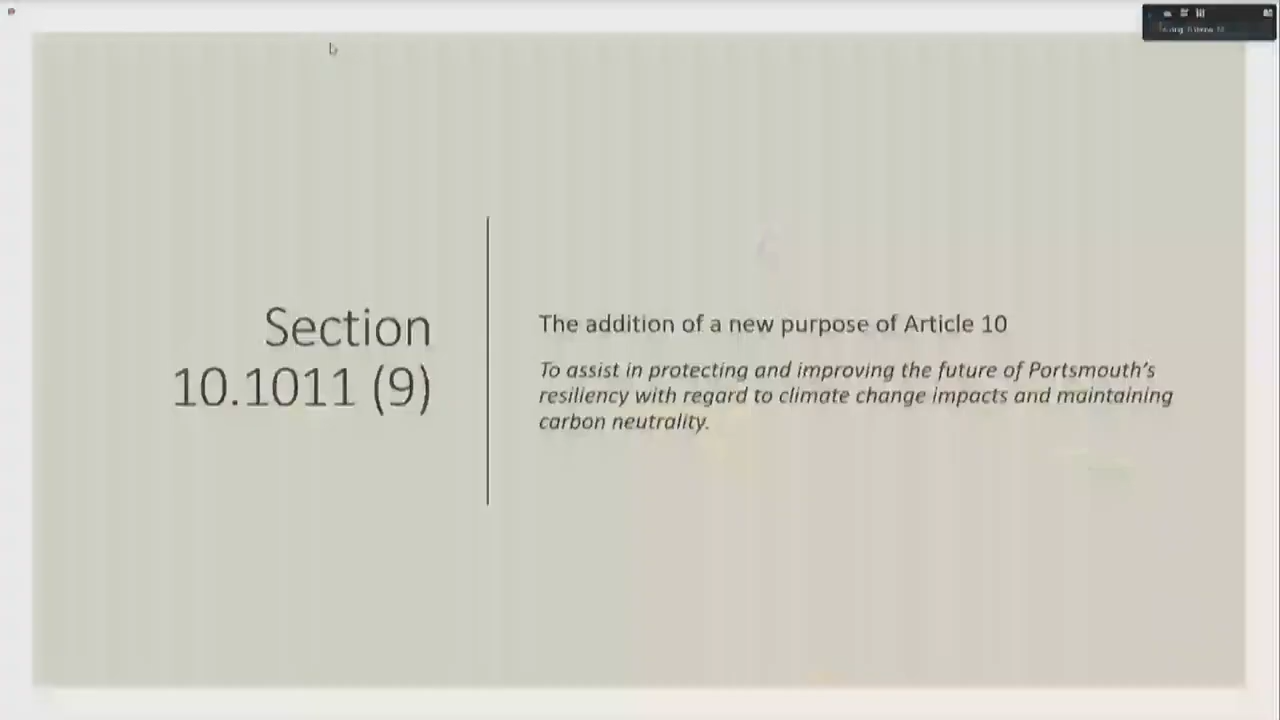 Section
10.1011 (9)
The addition of a new purpose of Article 10
To assist in protecting and improving the future of Portsmouth's
resiliency with regard to climate change impacts and maintaining
carbon neutrality.